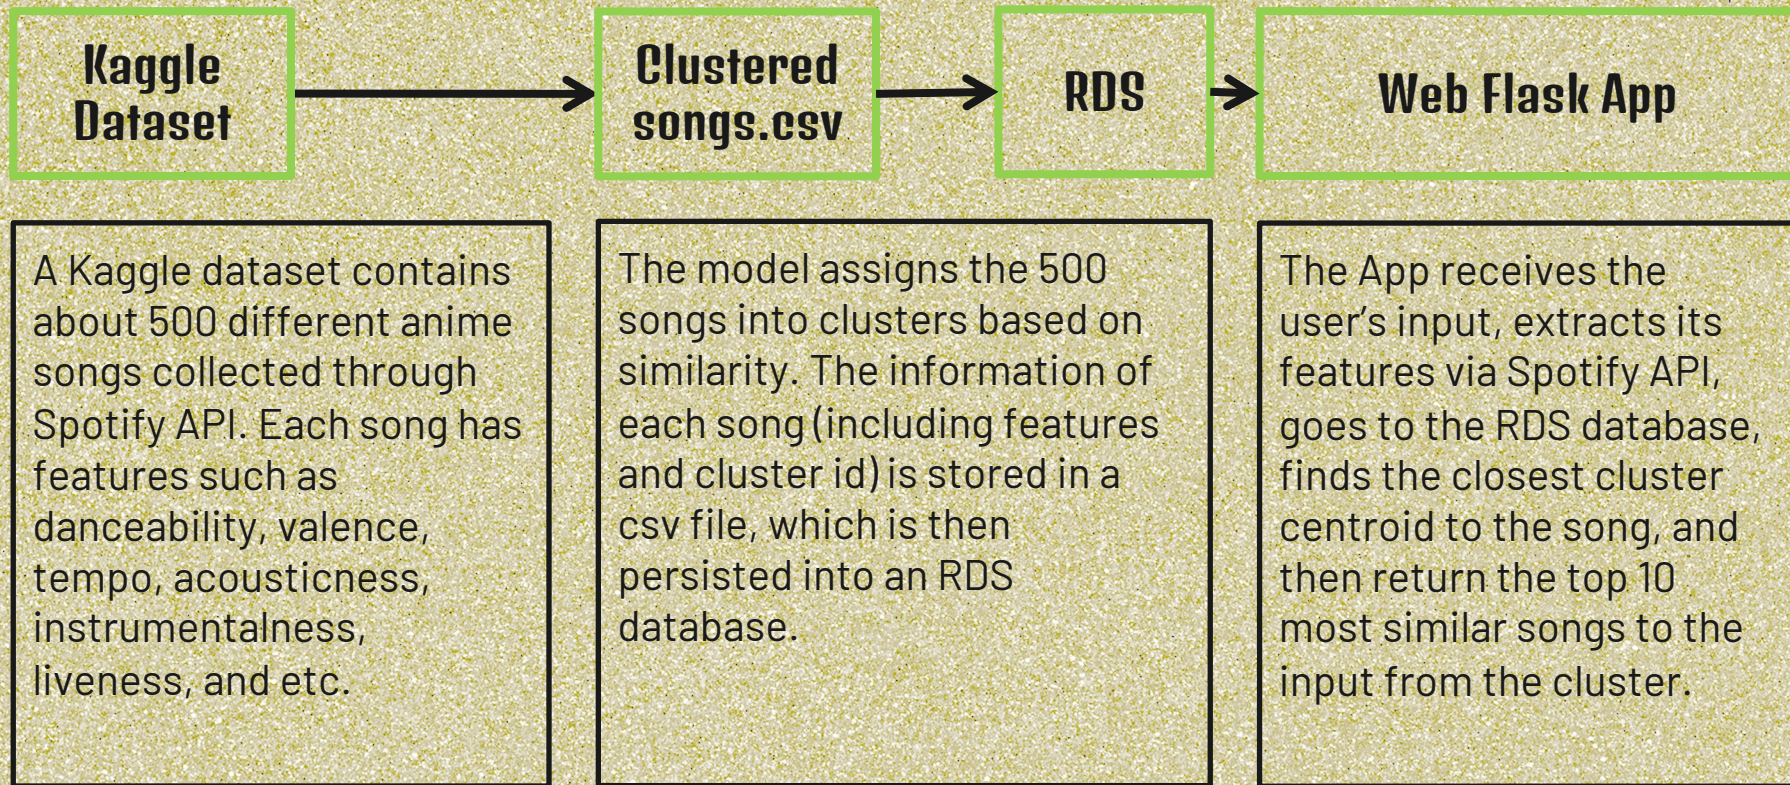 Kaggle
Dataset
Clustered
songs.csv
RDS
Web Flask App
A Kaggle dataset contains
about 500 different anime
songs collected through
Spotify API. Each song has
features such as
danceability, valence,
tempo, acousticness,
instrumentalness,
liveness, and etc.
The model assigns the 500
songs into clusters based on
similarity. The information of
each song (including features
and cluster id) is stored in a
csv file, which is then
persisted into an RDS
database.
The App receives the
user's input, extracts its
features via Spotify API,
goes to the RDS database,
finds the closest cluster
centroid to the song, and
then return the top 10
most similar songs to the
input from the cluster.